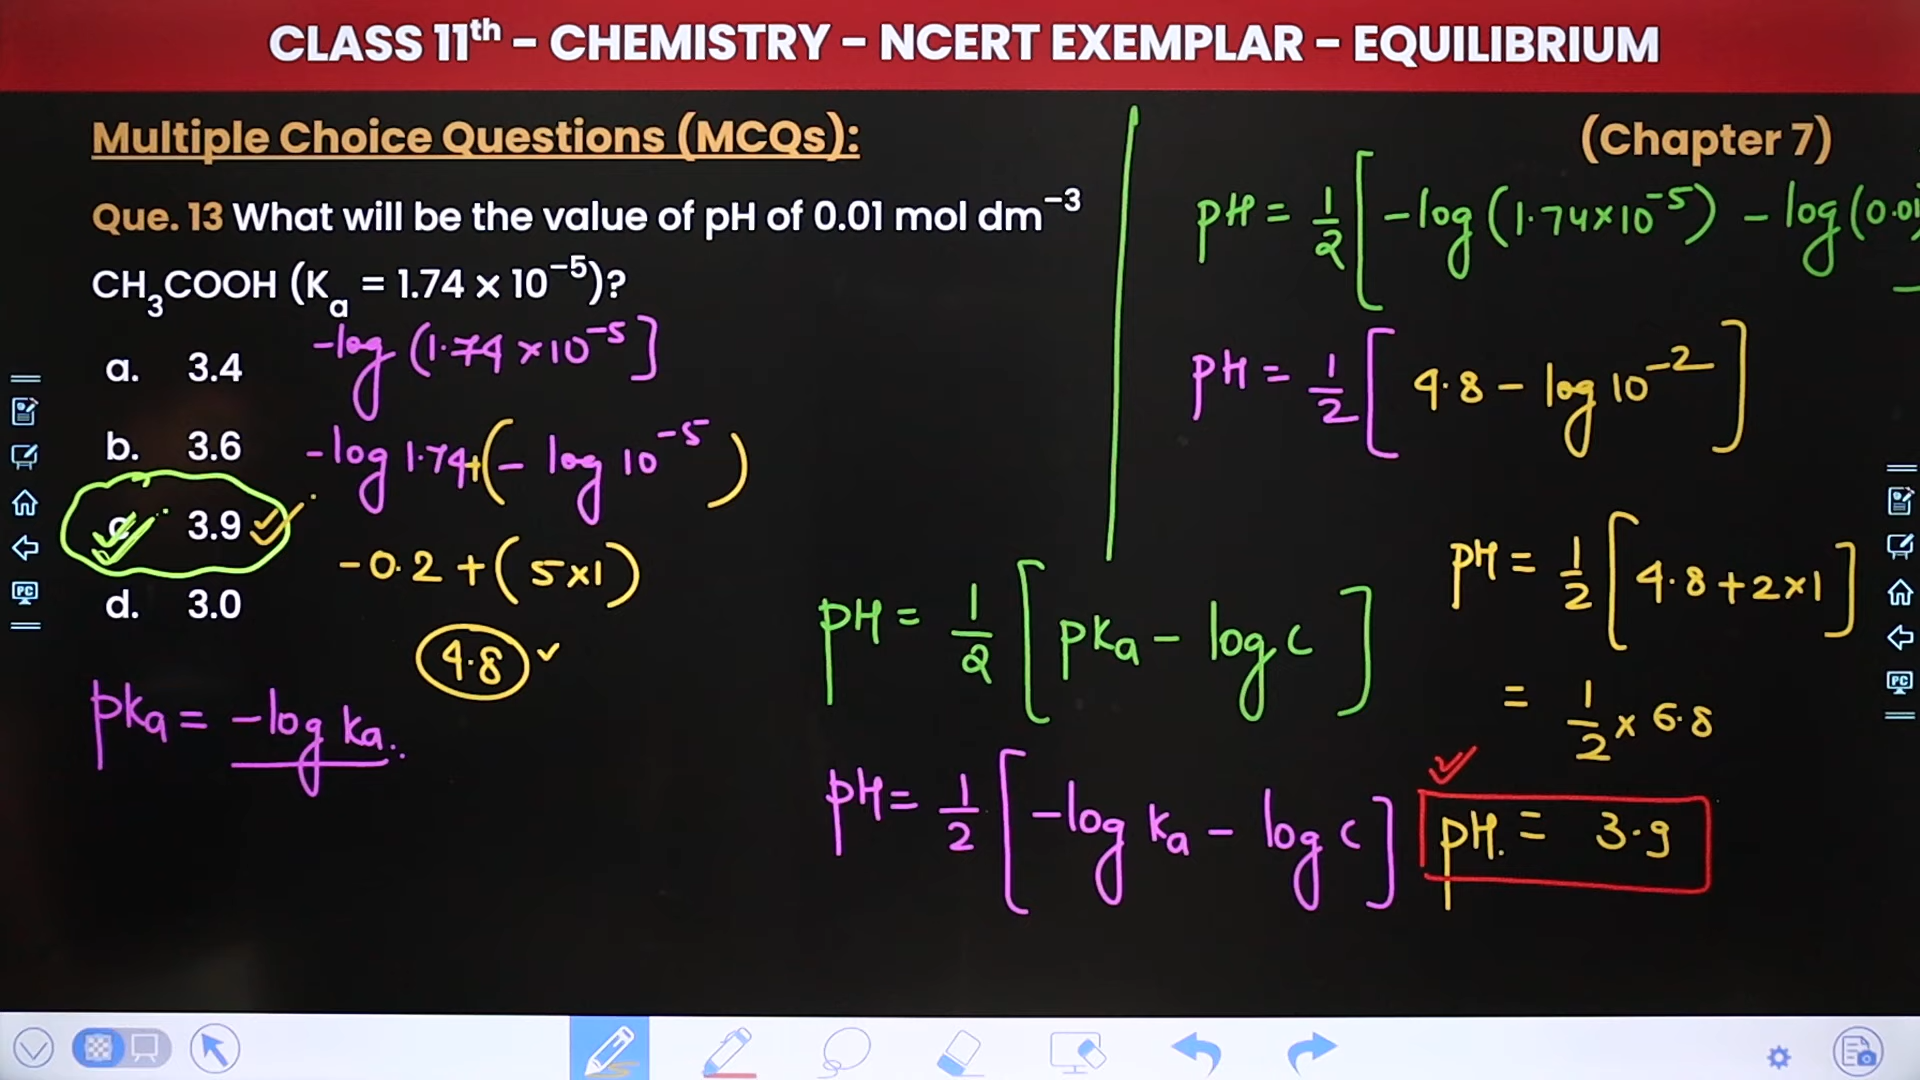 CLASS 11th – CHEMISTRY – NCERT EXEMPLAR – EQUILIBRIUM
Multiple Choice Questions (MCQs):
(Chapter 7)
Que. 13 What will be the value of pH of 0.01 mol dm⁻³
CH₃COOH (Kₐ = 1.74 × 10⁻⁵)?
a. 3.4
b. 3.6
c. 3.9
d. 3.0
-log (1.74 × 10⁻⁵]
-log 1.74 + (- log 10⁻⁵)
-0.2 + (5×1)
4.8
pKa = -log Ka
pH = 1/2 [pKa - log c]
pH = 1/2 [-log Ka - log c]
pH = 1/2 [-log (1.74×10⁻⁵) - log (0.01)
pH = 1/2 [4.8 - log 10⁻²]
pH = 1/2 [4.8 + 2×1]
= 1/2 × 6.8
pH = 3.9
PC
PC